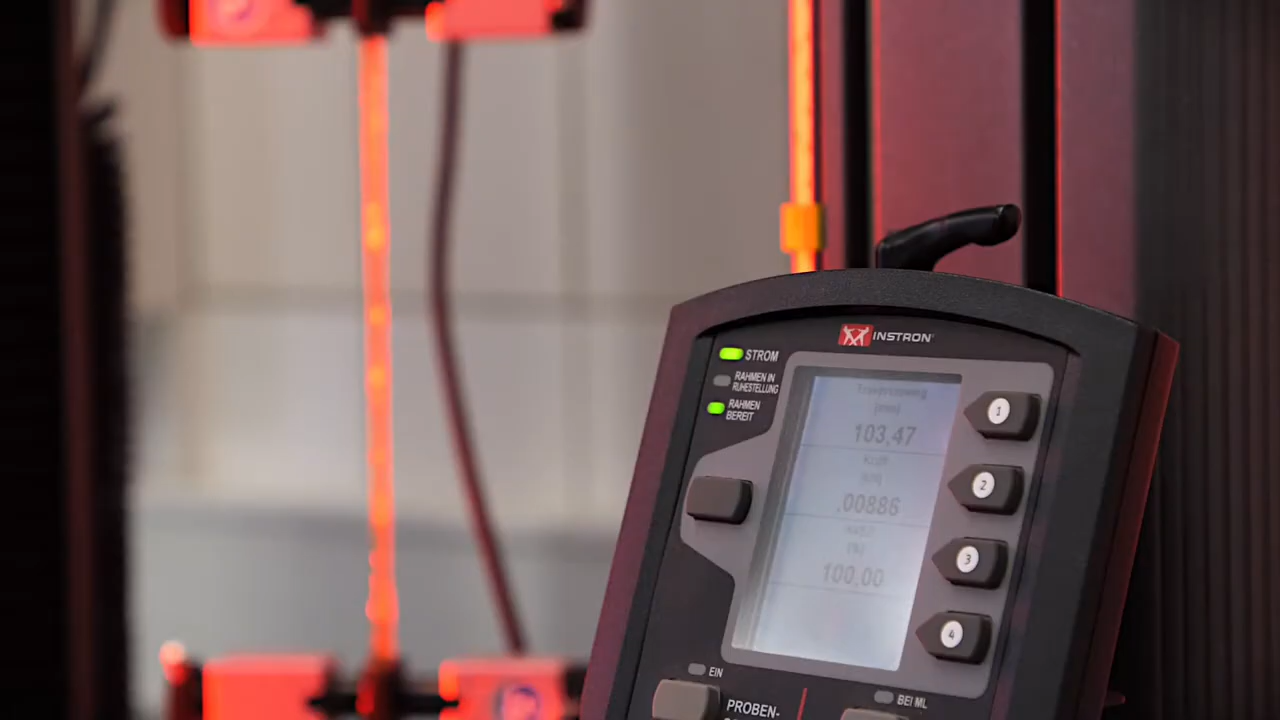 INSTRON
STROM
RAHMEN IN
RUHESTELLUNG
RAHMEN
BEREIT
[mm]
103,47
Kraft
[kN]
.00886
[%]
100,00
1
2
3
4
EIN
PROBEN-
BEI ML